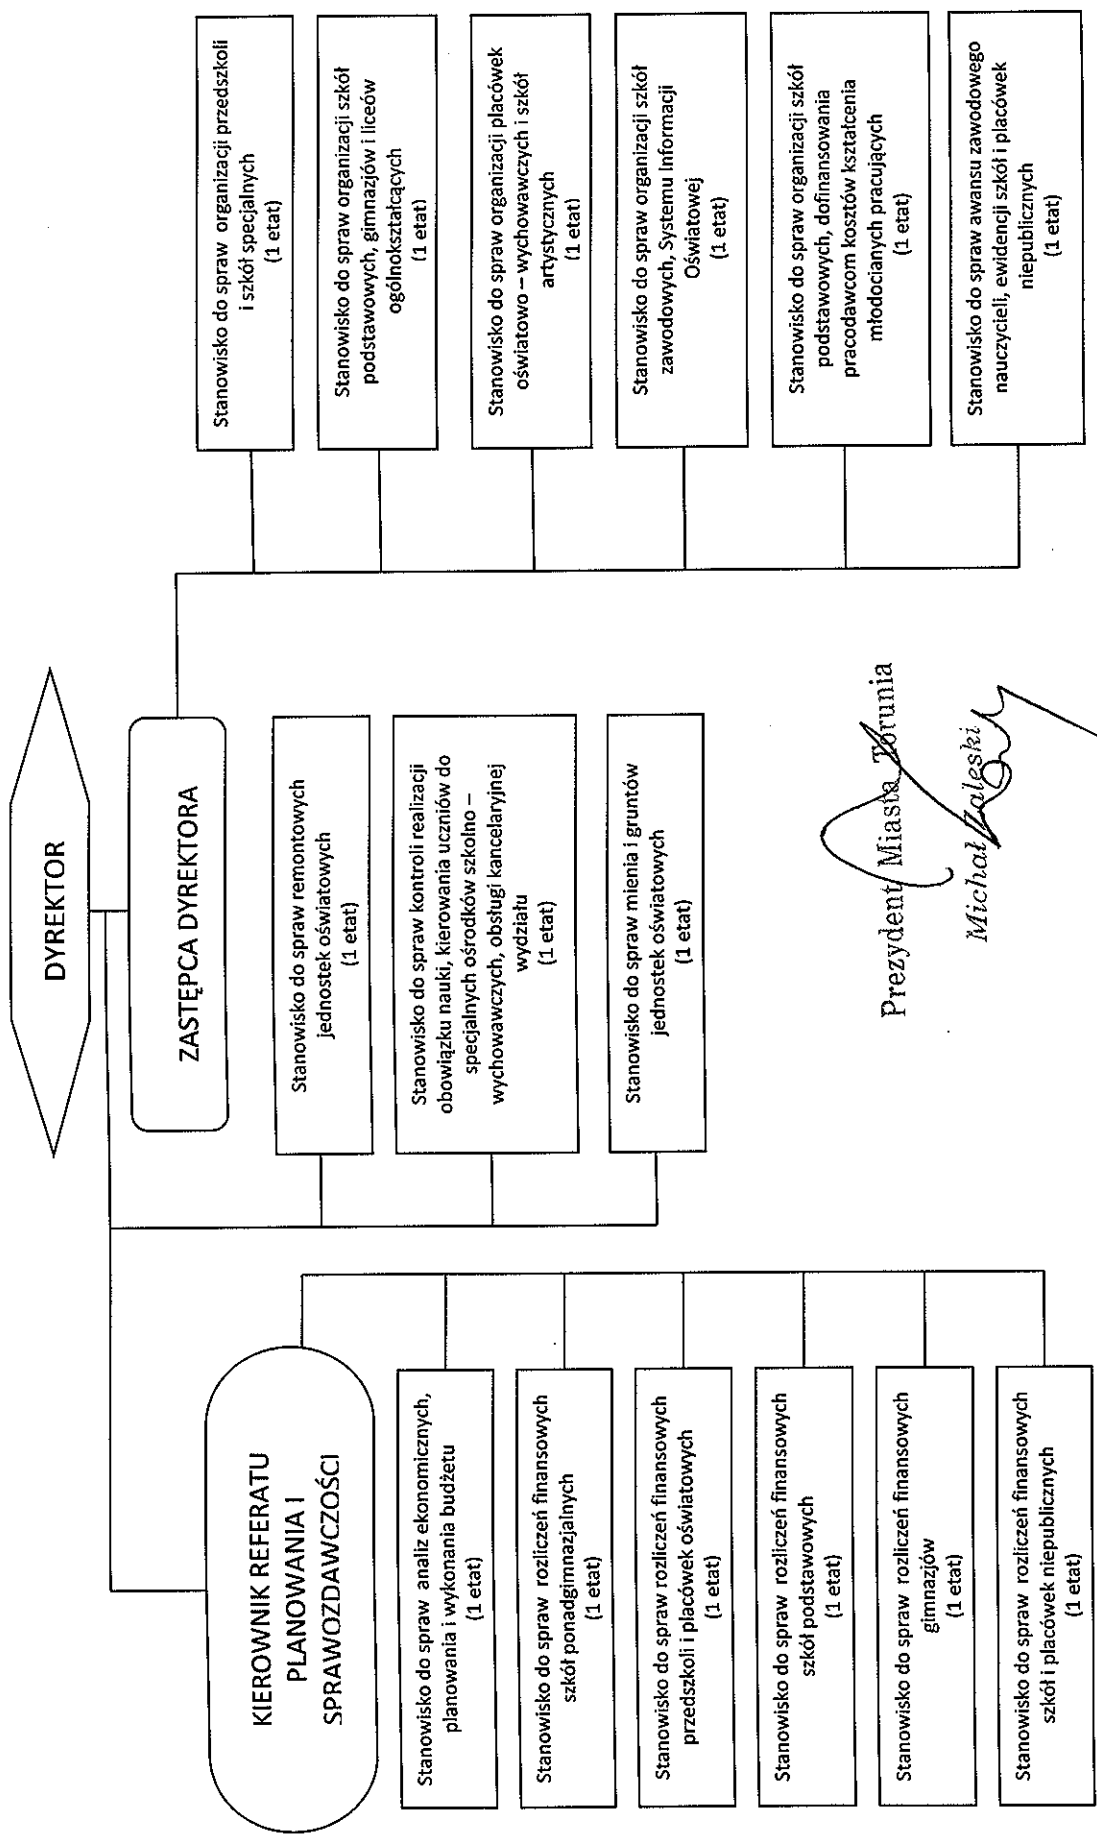 DYREKTOR
ZASTĘPCA DYREKTORA
KIEROWNIK REFERATU
PLANOWANIA I
SPRAWOZDAWCZOŚCI
Stanowisko do spraw analiz ekonomicznych,
planowania i wykonania budżetu
(1 etat)
Stanowisko do spraw rozliczeń finansowych
szkół ponadgimnazjalnych
(1 etat)
Stanowisko do spraw rozliczeń finansowych
przedszkoli i placówek oświatowych
(1 etat)
Stanowisko do spraw rozliczeń finansowych
szkół podstawowych
(1 etat)
Stanowisko do spraw rozliczeń finansowych
gimnazjów
(1 etat)
Stanowisko do spraw rozliczeń finansowych
szkół i placówek niepublicznych
(1 etat)
Stanowisko do spraw remontowych
jednostek oświatowych
(1 etat)
Stanowisko do spraw kontroli realizacji
obowiązku nauki, kierowania uczniów do
specjalnych ośrodków szkolno –
wychowawczych, obsługi kancelaryjnej
wydziału
(1 etat)
Stanowisko do spraw mienia i gruntów
jednostek oświatowych
(1 etat)
Stanowisko do spraw organizacji przedszkoli
i szkół specjalnych
(1 etat)
Stanowisko do spraw organizacji szkół
podstawowych, gimnazjów i liceów
ogólnokształcących
(1 etat)
Stanowisko do spraw organizacji placówek
oświatowo – wychowawczych i szkół
artystycznych
(1 etat)
Stanowisko do spraw organizacji szkół
zawodowych, Systemu Informacji
Oświatowej
(1 etat)
Stanowisko do spraw organizacji szkół
podstawowych, dofinansowania
pracodawcom kosztów kształcenia
młodocianych pracujących
(1 etat)
Stanowisko do spraw awansu zawodowego
nauczycieli, ewidencji szkół i placówek
niepublicznych
(1 etat)
Prezydent Miasta Torunia
Michał Zaleski